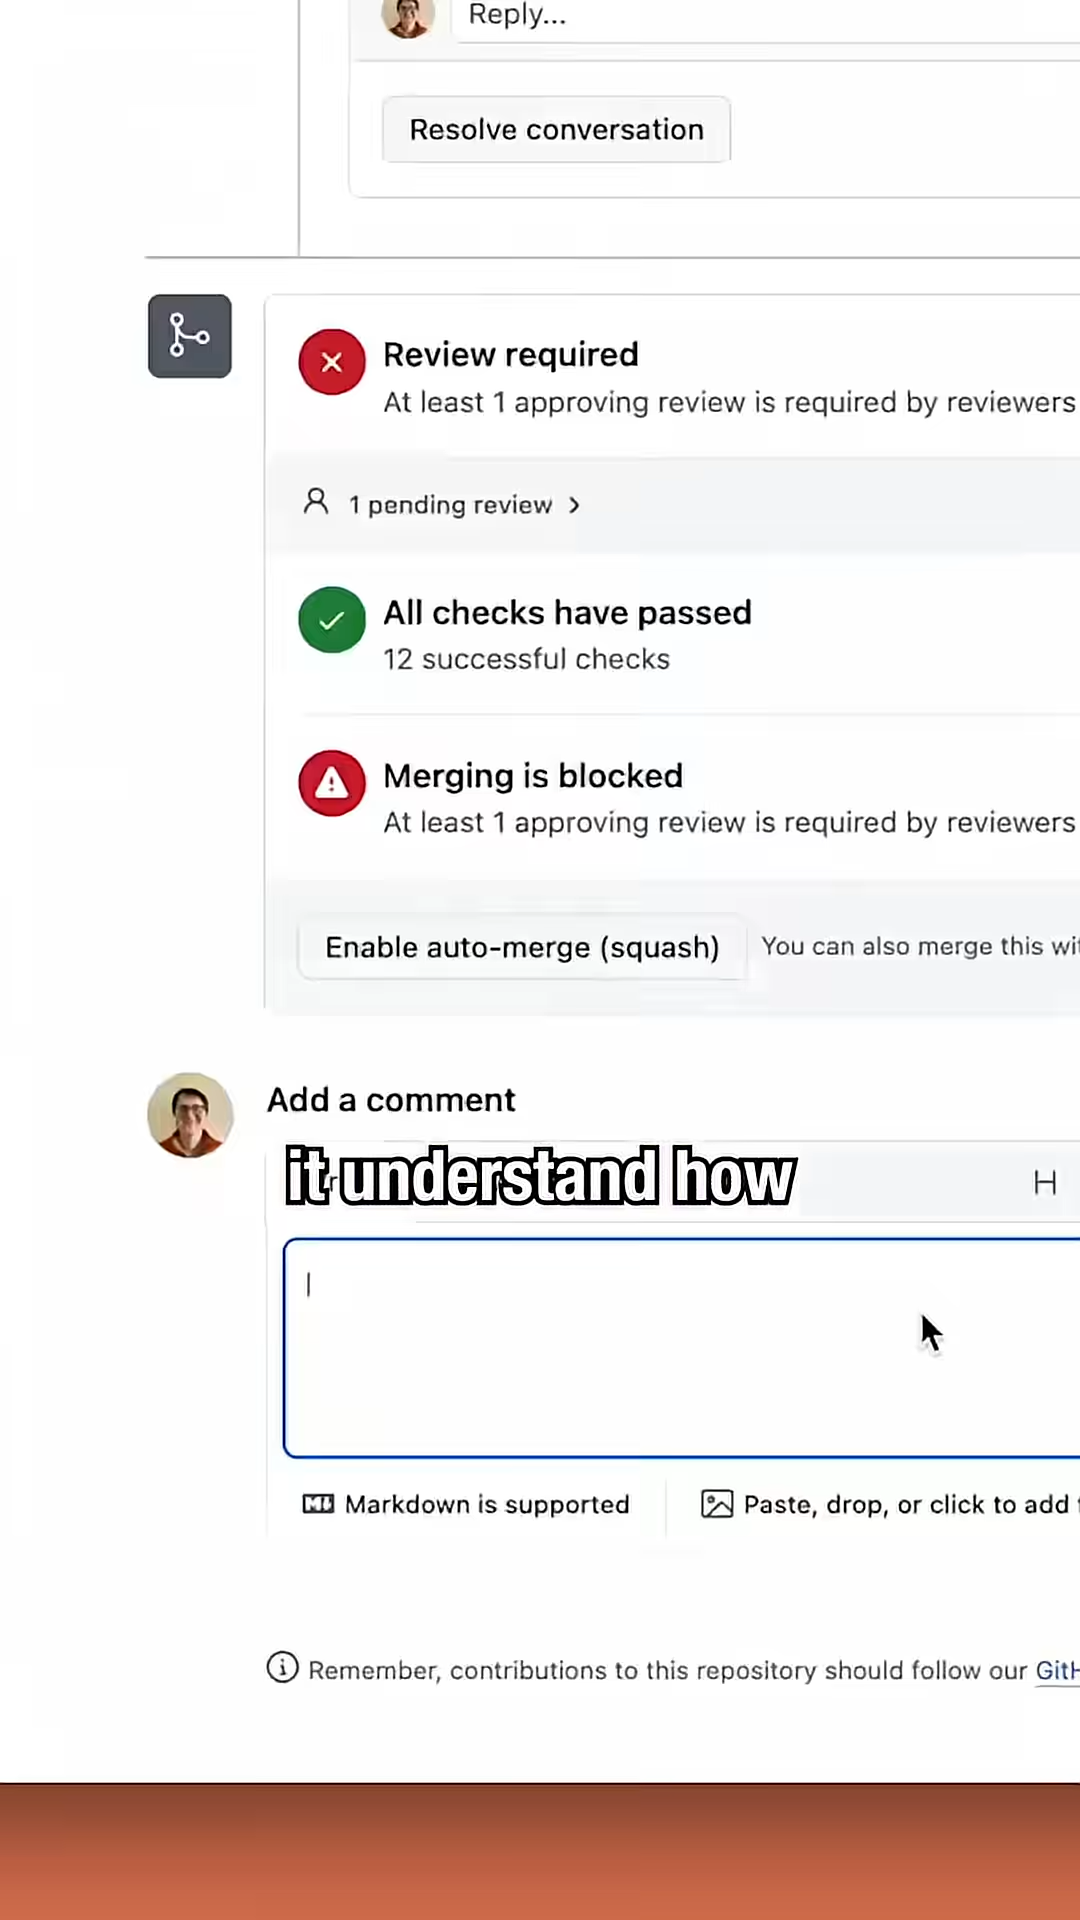 Reply...
Resolve conversation
Review required
At least 1 approving review is required by reviewers
1 pending review
All checks have passed
12 successful checks
Merging is blocked
At least 1 approving review is required by reviewers
Enable auto-merge (squash) You can also merge this wi
Add a comment
it understand how
H
Markdown is supported
Paste, drop, or click to add
Remember, contributions to this repository should follow our GitH